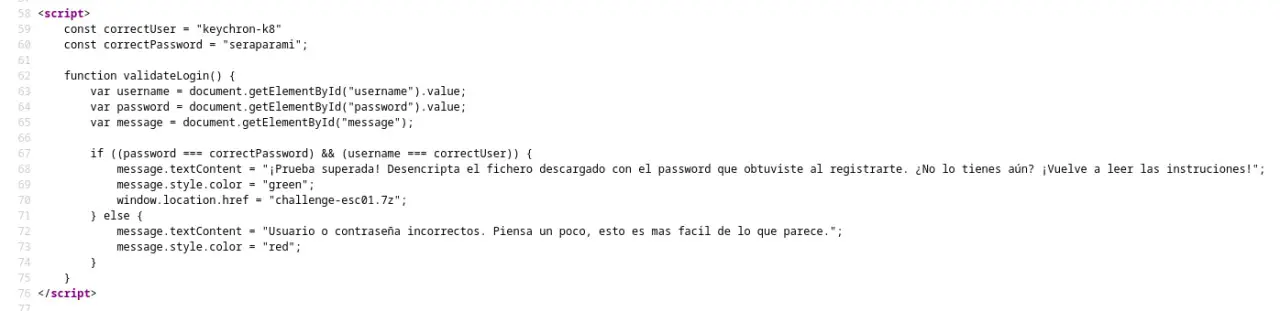 58 <script>
59 const correctUser = "keychron-k8"
60 const correctPassword = "seraparami";
61
62 function validateLogin() {
63 var username = document.getElementById("username").value;
64 var password = document.getElementById("password").value;
65 var message = document.getElementById("message");
66
67 if ((password === correctPassword) && (username === correctUser)) {
68 message.textContent = "¡Prueba superada! Desencripta el fichero descargado con el password que obtuviste al registrarte. ¿No lo tienes aún? ¡Vuelve a leer las instruciones!";
69 message.style.color = "green";
70 window.location.href = "challenge-esc01.7z";
71 } else {
72 message.textContent = "Usuario o contraseña incorrectos. Piensa un poco, esto es mas facil de lo que parece.";
73 message.style.color = "red";
74 }
75 }
76 </script>
77